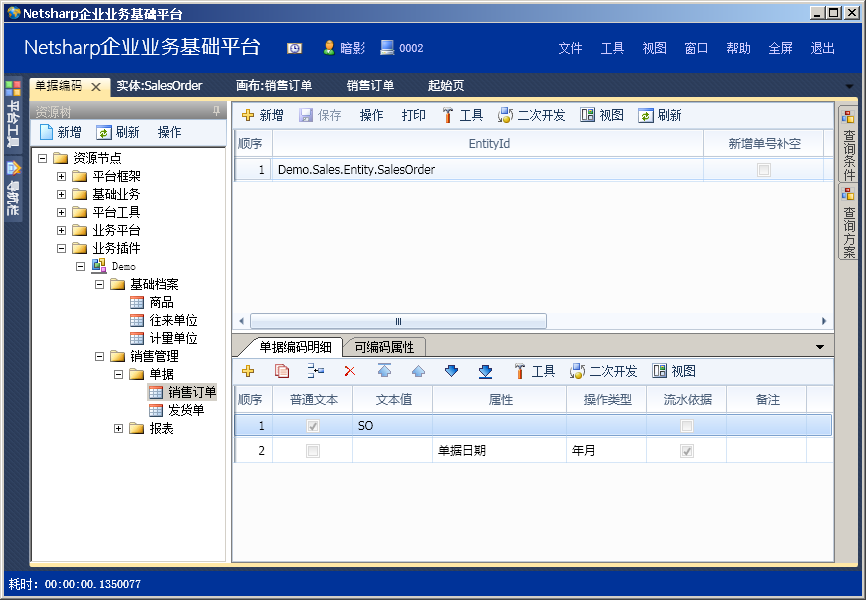 Netsharp企业业务基础平台
Netsharp企业业务基础平台
暗影 0002
文件 工具 视图 窗口 帮助 全屏 退出
平台工具
导航栏
单据编码 实体:SalesOrder 画布:销售订单 销售订单 起始页
资源树
新增 刷新 操作
资源节点
平台框架
基础业务
平台工具
业务平台
业务插件
Demo
基础档案
商品
往来单位
计量单位
销售管理
单据
销售订单
发货单
报表
新增 保存 操作 打印 工具 二次开发 视图 刷新
顺序 EntityId 新增单号补空
1 Demo.Sales.Entity.SalesOrder
单据编码明细 可编码属性
工具 二次开发 视图
顺序 普通文本 文本值 属性 操作类型 流水依据 备注
1 SO
2 单据日期 年月
查询条件
查询方案
耗时: 00:00:00.1350077